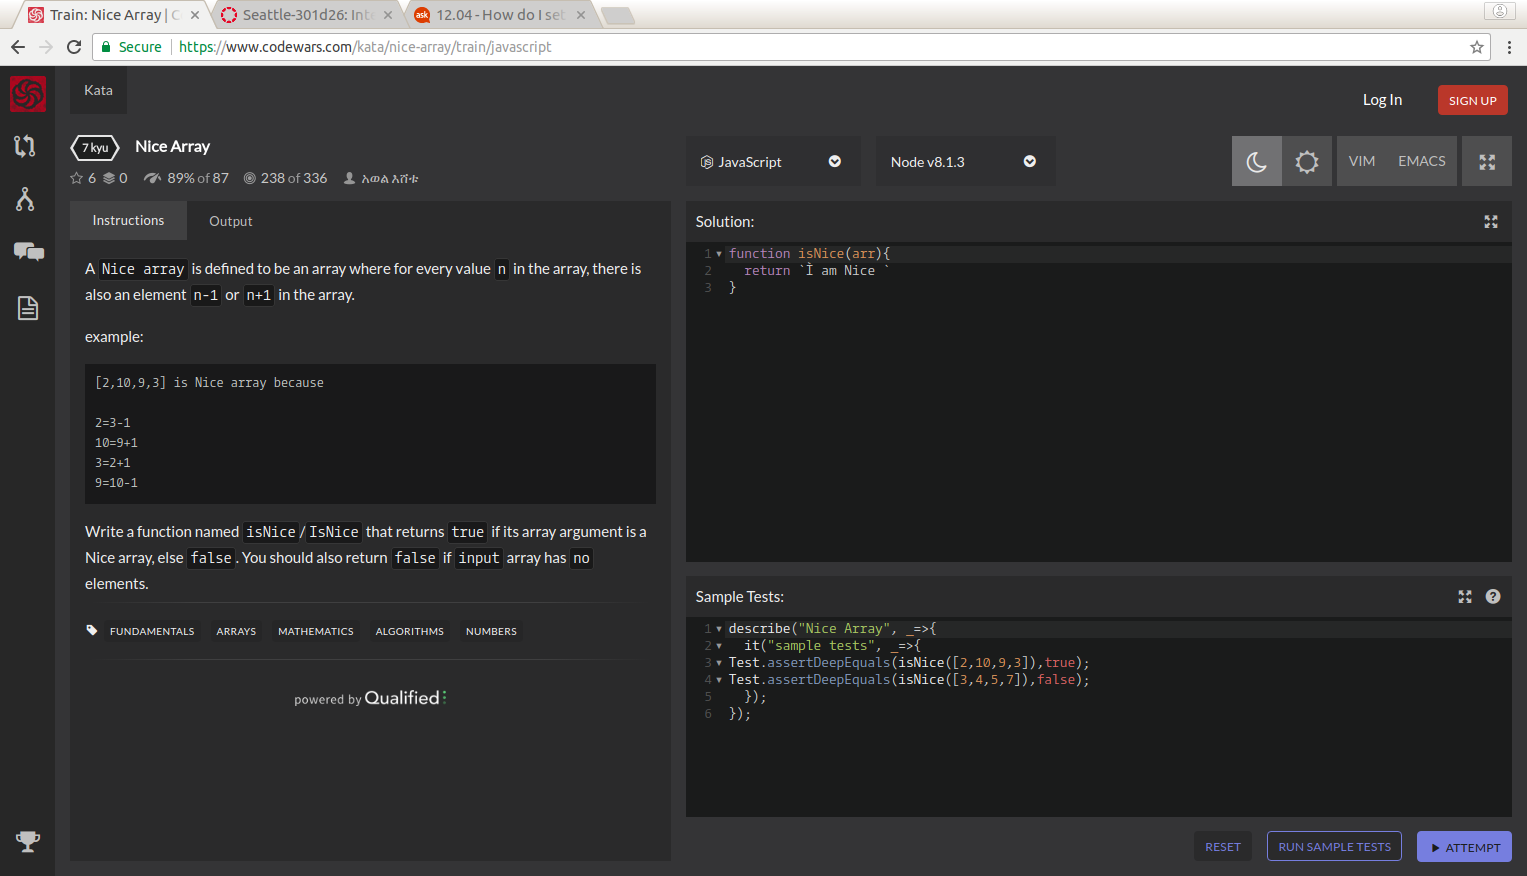 Train: Nice Array | C
Seattle-301d26: Inte
ask 12.04 - How do I set
Secure https://www.codewars.com/kata/nice-array/train/javascript
Kata
Log In
SIGN UP
7 kyu Nice Array
6 0 89% of 87 238 of 336 አወል እሸቱ
JavaScript
Node v8.1.3
VIM EMACS
Instructions Output
A Nice array is defined to be an array where for every value n in the array, there is
also an element n-1 or n+1 in the array.
example:
[2,10,9,3] is Nice array because
2=3-1
10=9+1
3=2+1
9=10-1
Write a function named isNice/IsNice that returns true if its array argument is a
Nice array, else false. You should also return false if input array has no
elements.
FUNDAMENTALS ARRAYS MATHEMATICS ALGORITHMS NUMBERS
powered by Qualified
Solution:
1 function isNice(arr){
2 return `Ì am Nice `
3 }
Sample Tests:
1 describe("Nice Array", _=>{
2 it("sample tests", _=>{
3 Test.assertDeepEquals(isNice([2,10,9,3]),true);
4 Test.assertDeepEquals(isNice([3,4,5,7]),false);
5 });
6 });
RESET RUN SAMPLE TESTS ATTEMPT